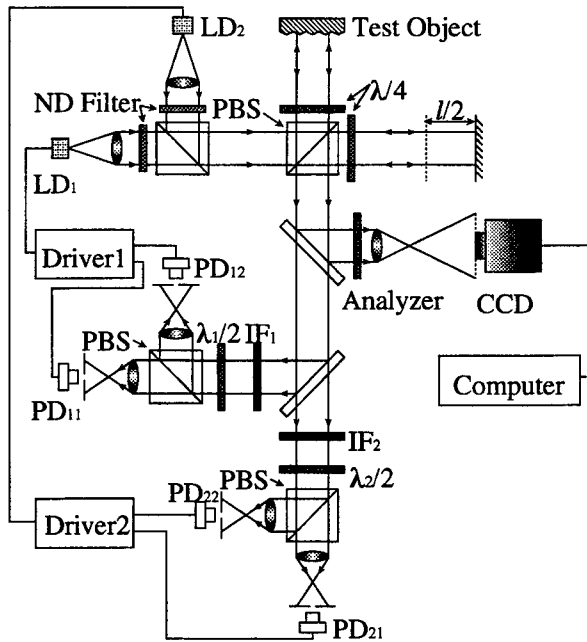 LD2
Test Object
ND Filter
PBS
λ/4
l/2
LD1
Driver1
PD12
Analyzer
CCD
PBS
λ1/2
IF1
PD11
Computer
IF2
PBS
λ2/2
PD22
Driver2
PD21